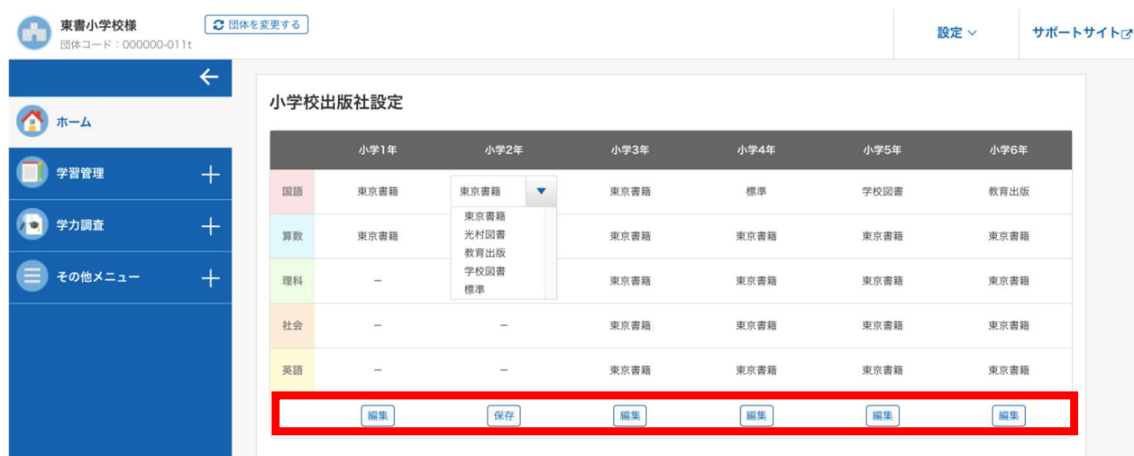 東書小学校様
団体コード：000000-011t
団体を変更する
設定
サポートサイト
ホーム
学習管理
学力調査
その他メニュー
小学校出版社設定
小学1年 小学2年 小学3年 小学4年 小学5年 小学6年
国語 東京書籍 東京書籍 東京書籍 標準 学校図書 教育出版
東京書籍
光村図書
教育出版
学校図書
標準
算数 東京書籍 東京書籍 東京書籍 東京書籍 東京書籍
理科 － 東京書籍 東京書籍 東京書籍 東京書籍
社会 － － 東京書籍 東京書籍 東京書籍 東京書籍
英語 － － 東京書籍 東京書籍 東京書籍 東京書籍
編集 保存 編集 編集 編集 編集